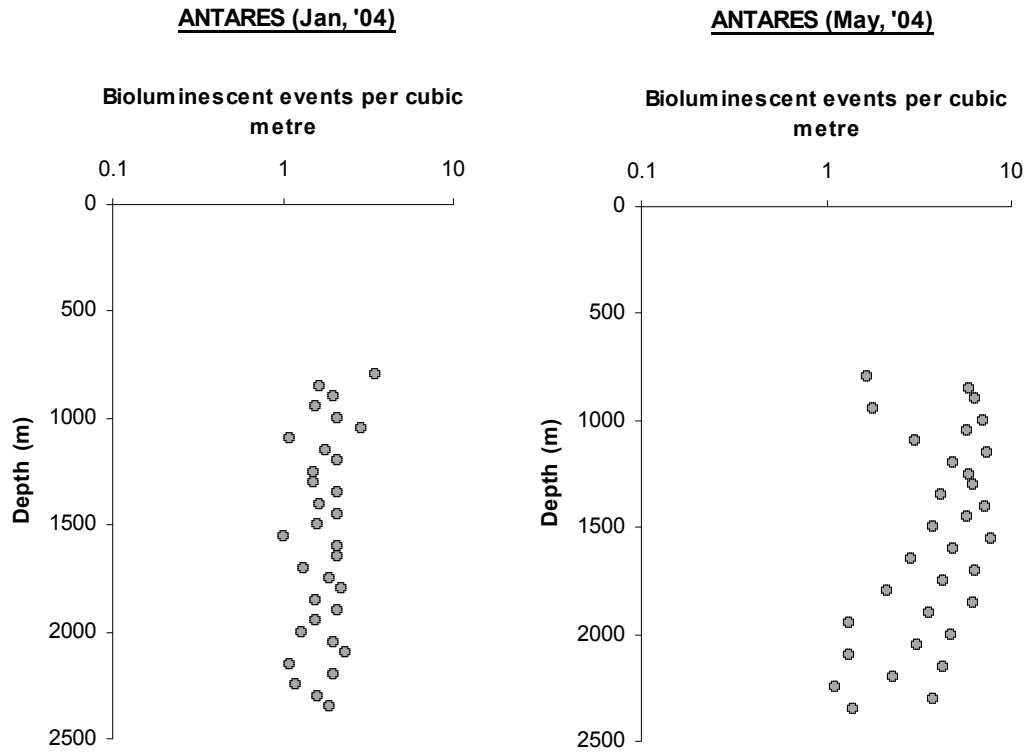 ANTARES (Jan, '04)
Bioluminescent events per cubic
metre
0.1 1 10
0
500
1000
1500
2000
2500
Depth (m)
ANTARES (May, '04)
Bioluminescent events per cubic
metre
0.1 1 10
0
500
1000
1500
2000
2500
Depth (m)